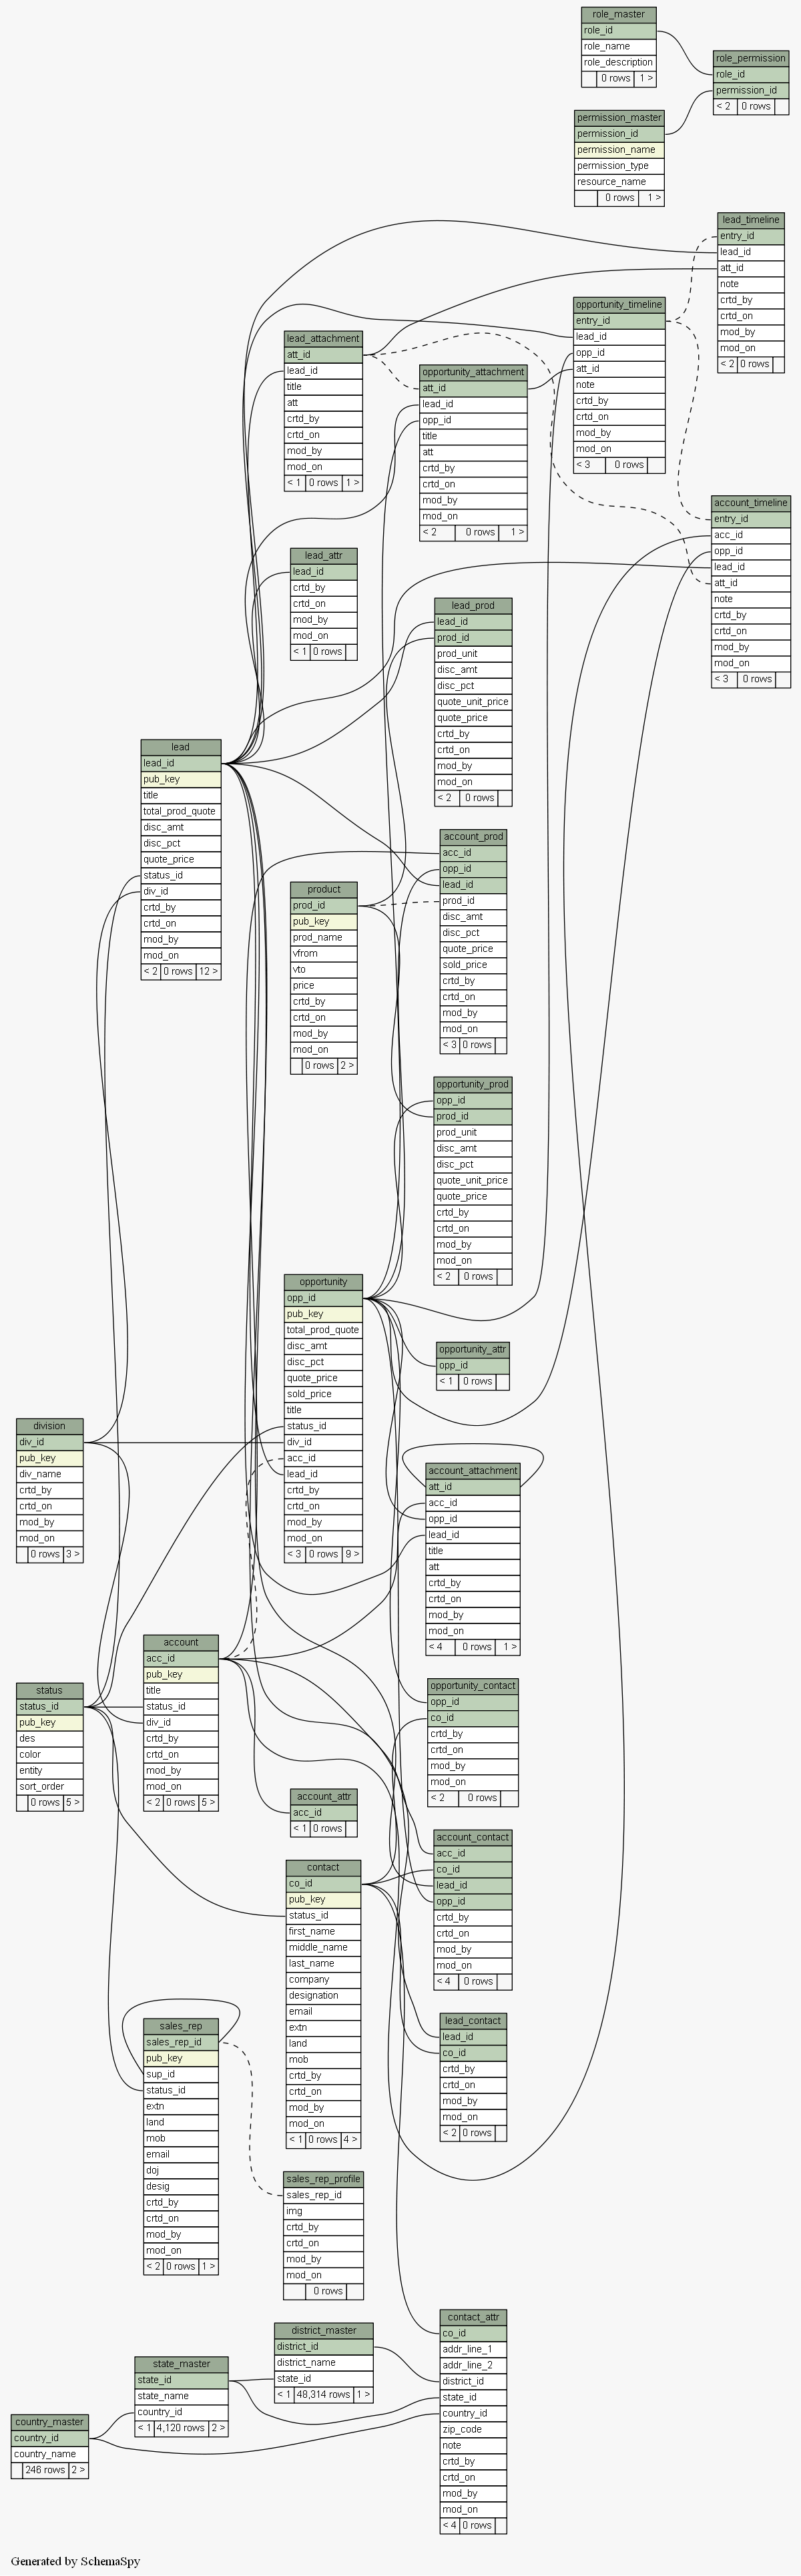 role_master
role_id
role_name
role_description
0 rows 1 >
role_permission
role_id
permission_id
< 2 0 rows
permission_master
permission_id
permission_name
permission_type
resource_name
0 rows 1 >
lead_timeline
entry_id
lead_id
att_id
note
crtd_by
crtd_on
mod_by
mod_on
< 2 0 rows
opportunity_timeline
entry_id
lead_id
opp_id
att_id
note
crtd_by
crtd_on
mod_by
mod_on
< 3 0 rows
lead_attachment
att_id
lead_id
title
att
crtd_by
crtd_on
mod_by
mod_on
< 1 0 rows 1 >
opportunity_attachment
att_id
lead_id
opp_id
title
att
crtd_by
crtd_on
mod_by
mod_on
< 2 0 rows 1 >
account_timeline
entry_id
acc_id
opp_id
lead_id
att_id
note
crtd_by
crtd_on
mod_by
mod_on
< 3 0 rows
lead_attr
lead_id
crtd_by
crtd_on
mod_by
mod_on
< 1 0 rows
lead_prod
lead_id
prod_id
prod_unit
disc_amt
disc_pct
quote_unit_price
quote_price
crtd_by
crtd_on
mod_by
mod_on
< 2 0 rows
lead
lead_id
pub_key
title
total_prod_quote
disc_amt
disc_pct
quote_price
status_id
div_id
crtd_by
crtd_on
mod_by
mod_on
< 2 0 rows 12 >
account_prod
acc_id
opp_id
lead_id
prod_id
disc_amt
disc_pct
quote_price
sold_price
crtd_by
crtd_on
mod_by
mod_on
< 3 0 rows
product
prod_id
pub_key
prod_name
vfrom
vto
price
crtd_by
crtd_on
mod_by
mod_on
0 rows 2 >
opportunity_prod
opp_id
prod_id
prod_unit
disc_amt
disc_pct
quote_unit_price
quote_price
crtd_by
crtd_on
mod_by
mod_on
< 2 0 rows
opportunity
opp_id
pub_key
total_prod_quote
disc_amt
disc_pct
quote_price
sold_price
title
status_id
div_id
acc_id
lead_id
crtd_by
crtd_on
mod_by
mod_on
< 3 0 rows 9 >
opportunity_attr
opp_id
< 1 0 rows
division
div_id
pub_key
div_name
crtd_by
crtd_on
mod_by
mod_on
0 rows 3 >
account_attachment
att_id
acc_id
opp_id
lead_id
title
att
crtd_by
crtd_on
mod_by
mod_on
< 4 0 rows 1 >
account
acc_id
pub_key
title
status_id
div_id
crtd_by
crtd_on
mod_by
mod_on
< 2 0 rows 5 >
status
status_id
pub_key
des
color
entity
sort_order
0 rows 5 >
opportunity_contact
opp_id
co_id
crtd_by
crtd_on
mod_by
mod_on
< 2 0 rows
account_attr
acc_id
< 1 0 rows
account_contact
acc_id
co_id
lead_id
opp_id
crtd_by
crtd_on
mod_by
mod_on
< 4 0 rows
contact
co_id
pub_key
status_id
first_name
middle_name
last_name
company
designation
email
extn
land
mob
crtd_by
crtd_on
mod_by
mod_on
< 1 0 rows 4 >
lead_contact
lead_id
co_id
crtd_by
crtd_on
mod_by
mod_on
< 2 0 rows
sales_rep
sales_rep_id
pub_key
sup_id
status_id
extn
land
mob
email
doj
desig
crtd_by
crtd_on
mod_by
mod_on
< 2 0 rows 1 >
sales_rep_profile
sales_rep_id
img
crtd_by
crtd_on
mod_by
mod_on
0 rows
contact_attr
co_id
addr_line_1
addr_line_2
district_id
state_id
country_id
zip_code
note
crtd_by
crtd_on
mod_by
mod_on
< 4 0 rows
district_master
district_id
district_name
state_id
< 1 48,314 rows 1 >
state_master
state_id
state_name
country_id
< 1 4,120 rows 2 >
country_master
country_id
country_name
246 rows 2 >
Generated by SchemaSpy